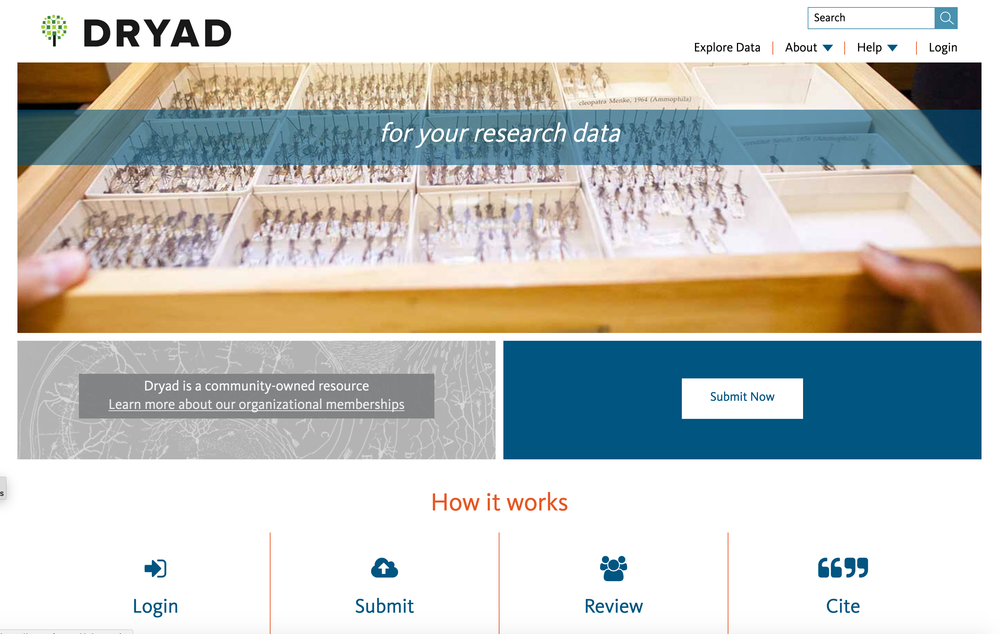 DRYAD
Search
Explore Data
About
Help
Login
cleopatra Menke, 1964 (Ammophila)
for your research data
conditor Smith, 1856 (Ammophila)
Dryad is a community-owned resource
Learn more about our organizational memberships
Submit Now
s
How it works
Login
Submit
Review
Cite